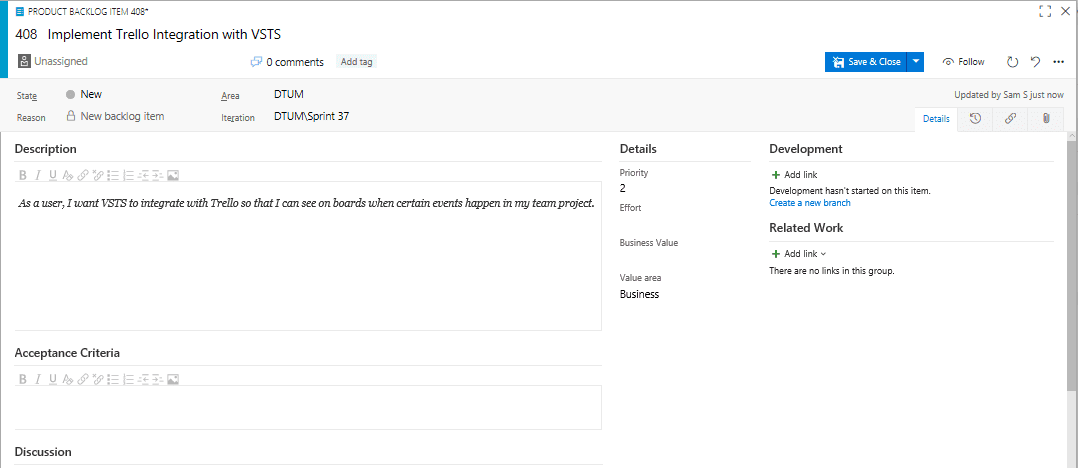 PRODUCT BACKLOG ITEM 408*
408 Implement Trello Integration with VSTS
Unassigned
0 comments
Add tag
Save & Close
Follow
State
New
Area
DTUM
Updated by Sam S just now
Reason
New backlog item
Iteration
DTUM\Sprint 37
Details
Description
B I U
As a user, I want VSTS to integrate with Trello so that I can see on boards when certain events happen in my team project.
Acceptance Criteria
B I U
Discussion
Details
Priority
2
Effort
Business Value
Value area
Business
Development
+ Add link
Development hasn't started on this item.
Create a new branch
Related Work
+ Add link
There are no links in this group.